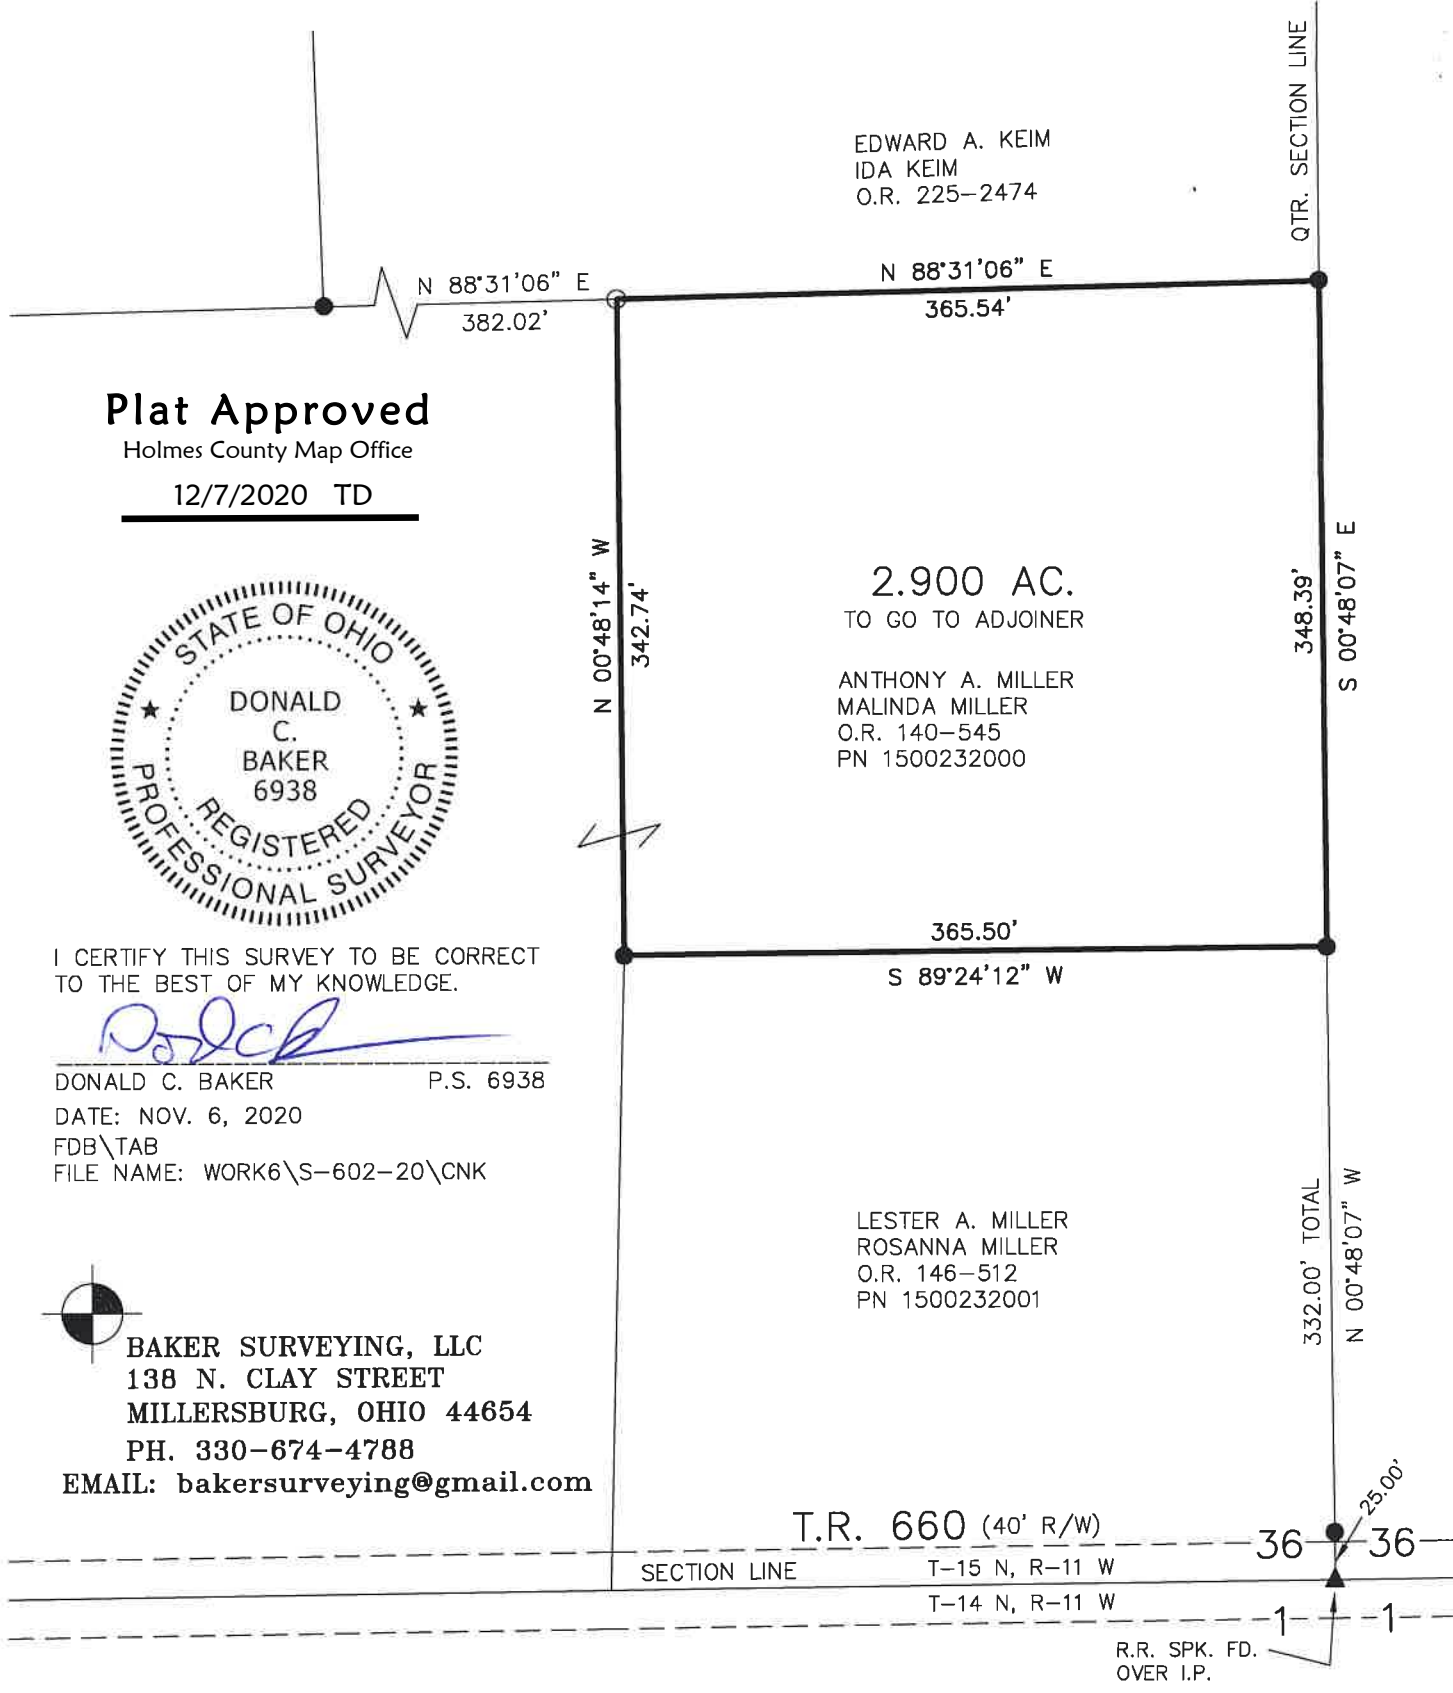 QTR. SECTION LINE
EDWARD A. KEIM
IDA KEIM
O.R. 225-2474
N 88°31'06" E
382.02'
N 88°31'06" E
365.54'
Plat Approved
Holmes County Map Office
12/7/2020 TD
N 00°48'14" W
342.74'
2.900 AC.
TO GO TO ADJOINER
ANTHONY A. MILLER
MALINDA MILLER
O.R. 140-545
PN 1500232000
348.39'
S 00°48'07" E
STATE OF OHIO
★ ★
DONALD
C.
BAKER
6938
REGISTERED
PROFESSIONAL SURVEYOR
365.50'
S 89°24'12" W
I CERTIFY THIS SURVEY TO BE CORRECT
TO THE BEST OF MY KNOWLEDGE.
DONALD C. BAKER P.S. 6938
DATE: NOV. 6, 2020
FDB\TAB
FILE NAME: WORK6\S-602-20\CNK
LESTER A. MILLER
ROSANNA MILLER
O.R. 146-512
PN 1500232001
332.00' TOTAL
N 00°48'07" W
BAKER SURVEYING, LLC
138 N. CLAY STREET
MILLERSBURG, OHIO 44654
PH. 330-674-4788
EMAIL: bakersurveying@gmail.com
25.00'
T.R. 660 (40' R/W)
36 36
SECTION LINE T-15 N, R-11 W
T-14 N, R-11 W
1 1
R.R. SPK. FD.
OVER I.P.